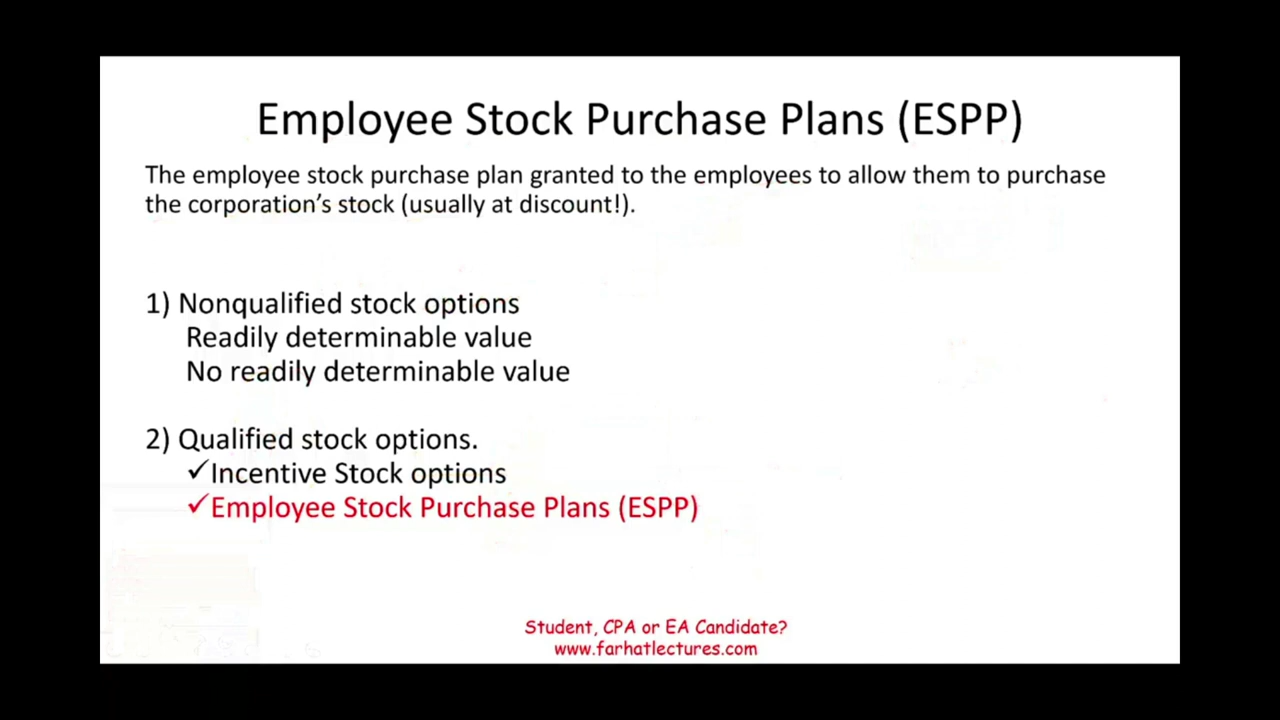 Employee Stock Purchase Plans (ESPP)
The employee stock purchase plan granted to the employees to allow them to purchase
the corporation's stock (usually at discount!).
1) Nonqualified stock options
Readily determinable value
No readily determinable value
2) Qualified stock options.
✓Incentive Stock options
✓Employee Stock Purchase Plans (ESPP)
Student, CPA or EA Candidate?
www.farhatlectures.com